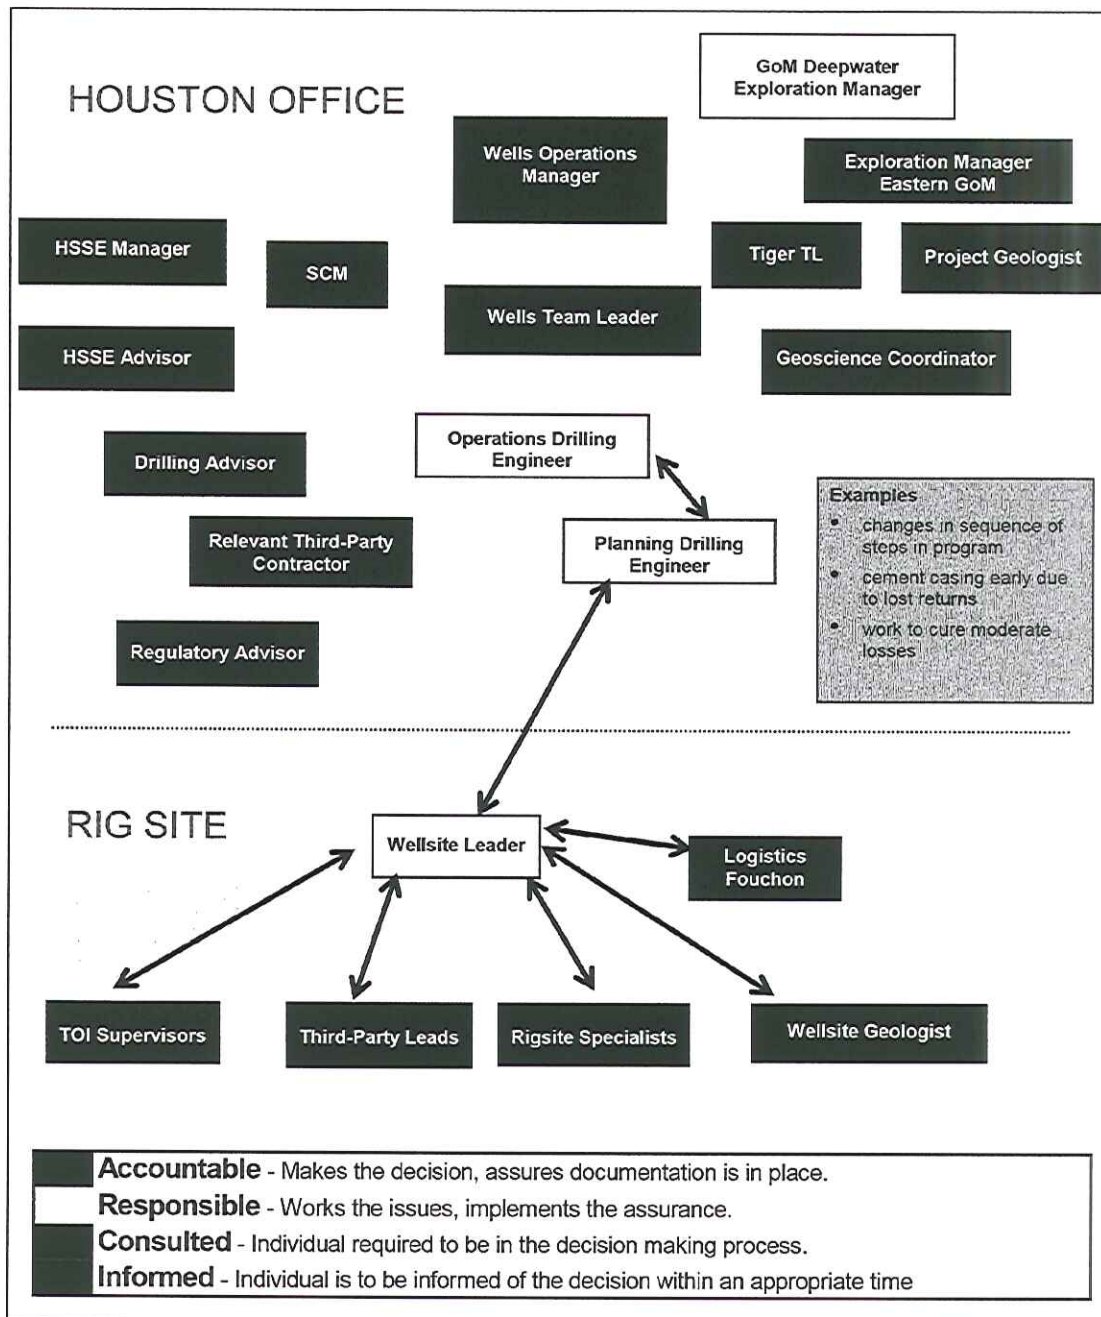 HOUSTON OFFICE
GoM Deepwater
Exploration Manager
Wells Operations
Manager
Exploration Manager
Eastern GoM
HSSE Manager
SCM
Tiger TL
Project Geologist
Wells Team Leader
HSSE Advisor
Geoscience Coordinator
Operations Drilling
Engineer
Drilling Advisor
Examples
• changes in sequence of
steps in program
• cement casing early due
to lost returns
• work to cure moderate
losses
Relevant Third-Party
Contractor
Planning Drilling
Engineer
Regulatory Advisor
RIG SITE
Wellsite Leader
Logistics
Fouchon
TOI Supervisors
Third-Party Leads
Rigsite Specialists
Wellsite Geologist
Accountable - Makes the decision, assures documentation is in place.
Responsible - Works the issues, implements the assurance.
Consulted - Individual required to be in the decision making process.
Informed - Individual is to be informed of the decision within an appropriate time